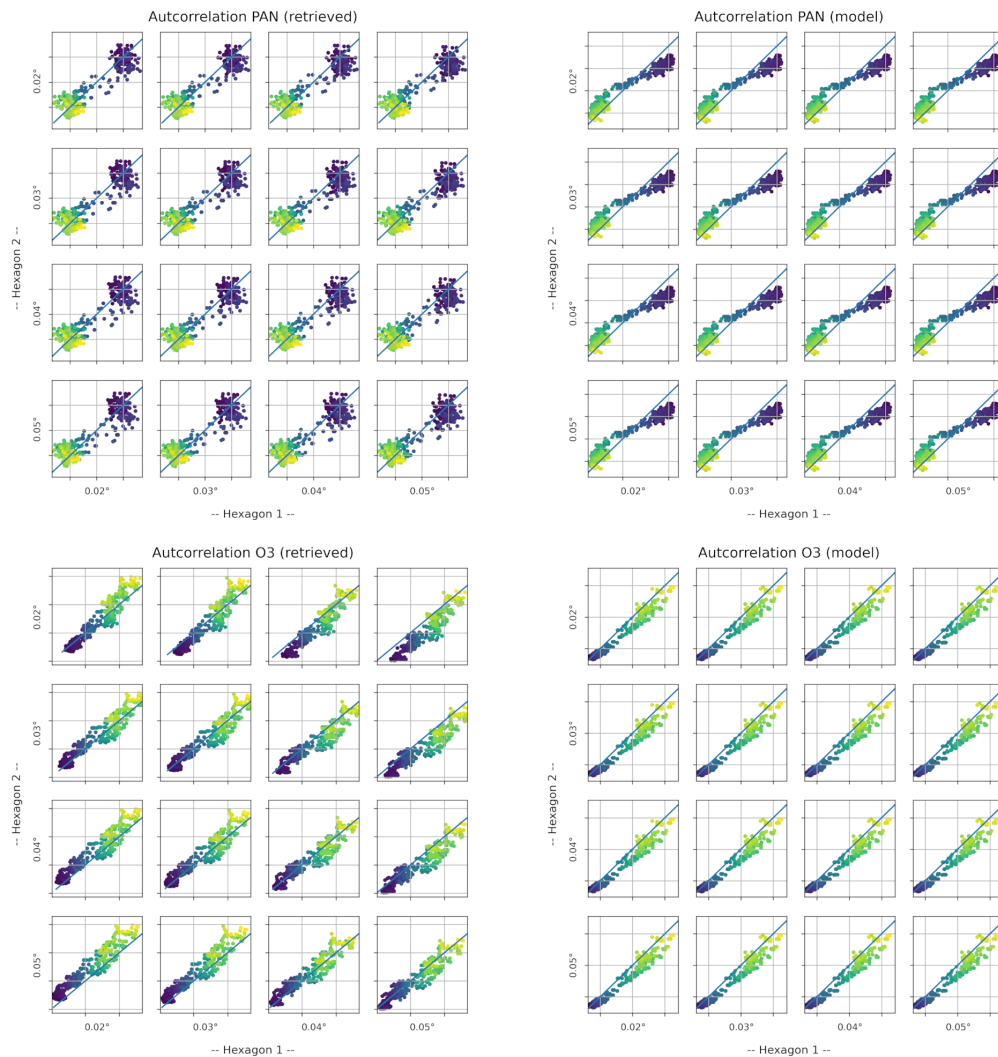 Autcorrelation PAN (retrieved)
-- Hexagon 2 --
0.02°
0.03°
0.04°
0.05°
0.02° 0.03° 0.04° 0.05°
-- Hexagon 1 --
Autcorrelation PAN (model)
-- Hexagon 2 --
0.02°
0.03°
0.04°
0.05°
0.02° 0.03° 0.04° 0.05°
-- Hexagon 1 --
Autcorrelation O3 (retrieved)
-- Hexagon 2 --
0.02°
0.03°
0.04°
0.05°
0.02° 0.03° 0.04° 0.05°
-- Hexagon 1 --
Autcorrelation O3 (model)
-- Hexagon 2 --
0.02°
0.03°
0.04°
0.05°
0.02° 0.03° 0.04° 0.05°
-- Hexagon 1 --